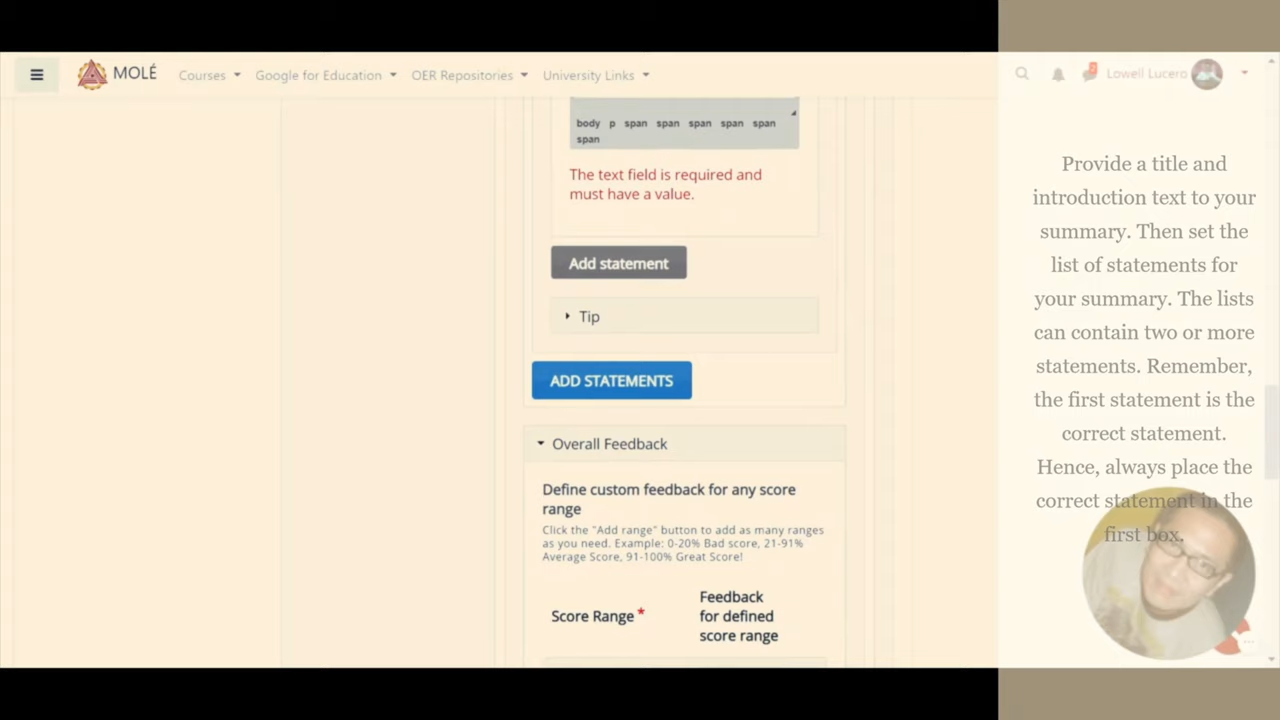 MOLÉ
Courses
Google for Education
OER Repositories
University Links
2
Lowell Lucero
body p span span span span span
span
The text field is required and
must have a value.
Add statement
Tip
ADD STATEMENTS
Overall Feedback
Define custom feedback for any score
range
Click the "Add range" button to add as many ranges
as you need. Example: 0-20% Bad score, 21-91%
Average Score, 91-100% Great Score!
Score Range *
Feedback
for defined
score range
Provide a title and
introduction text to your
summary. Then set the
list of statements for
your summary. The lists
can contain two or more
statements. Remember,
the first statement is the
correct statement.
Hence, always place the
correct statement in the
first box.